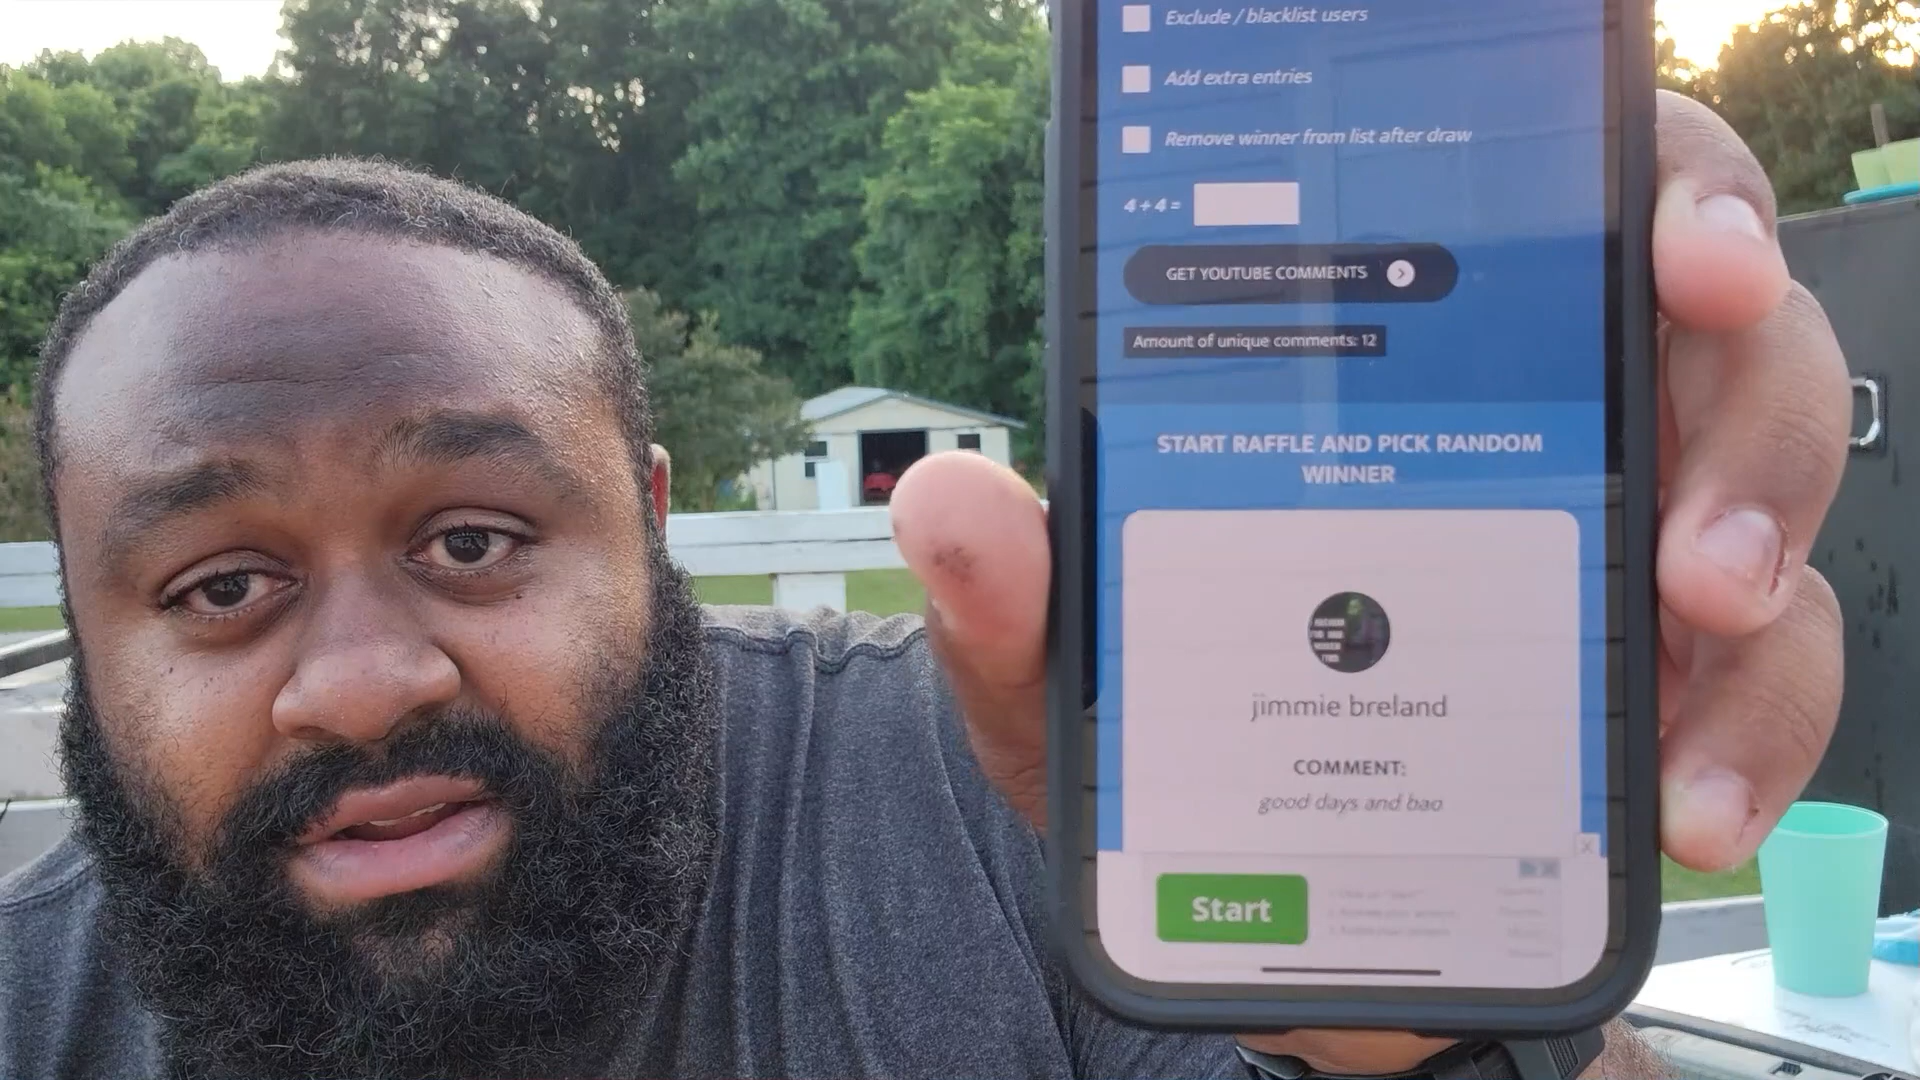 Exclude / blacklist users
Add extra entries
Remove winner from list after draw
4 + 4 =
GET YOUTUBE COMMENTS
Amount of unique comments: 12
START RAFFLE AND PICK RANDOM
WINNER
jimmie breland
COMMENT:
good days and bao
Start